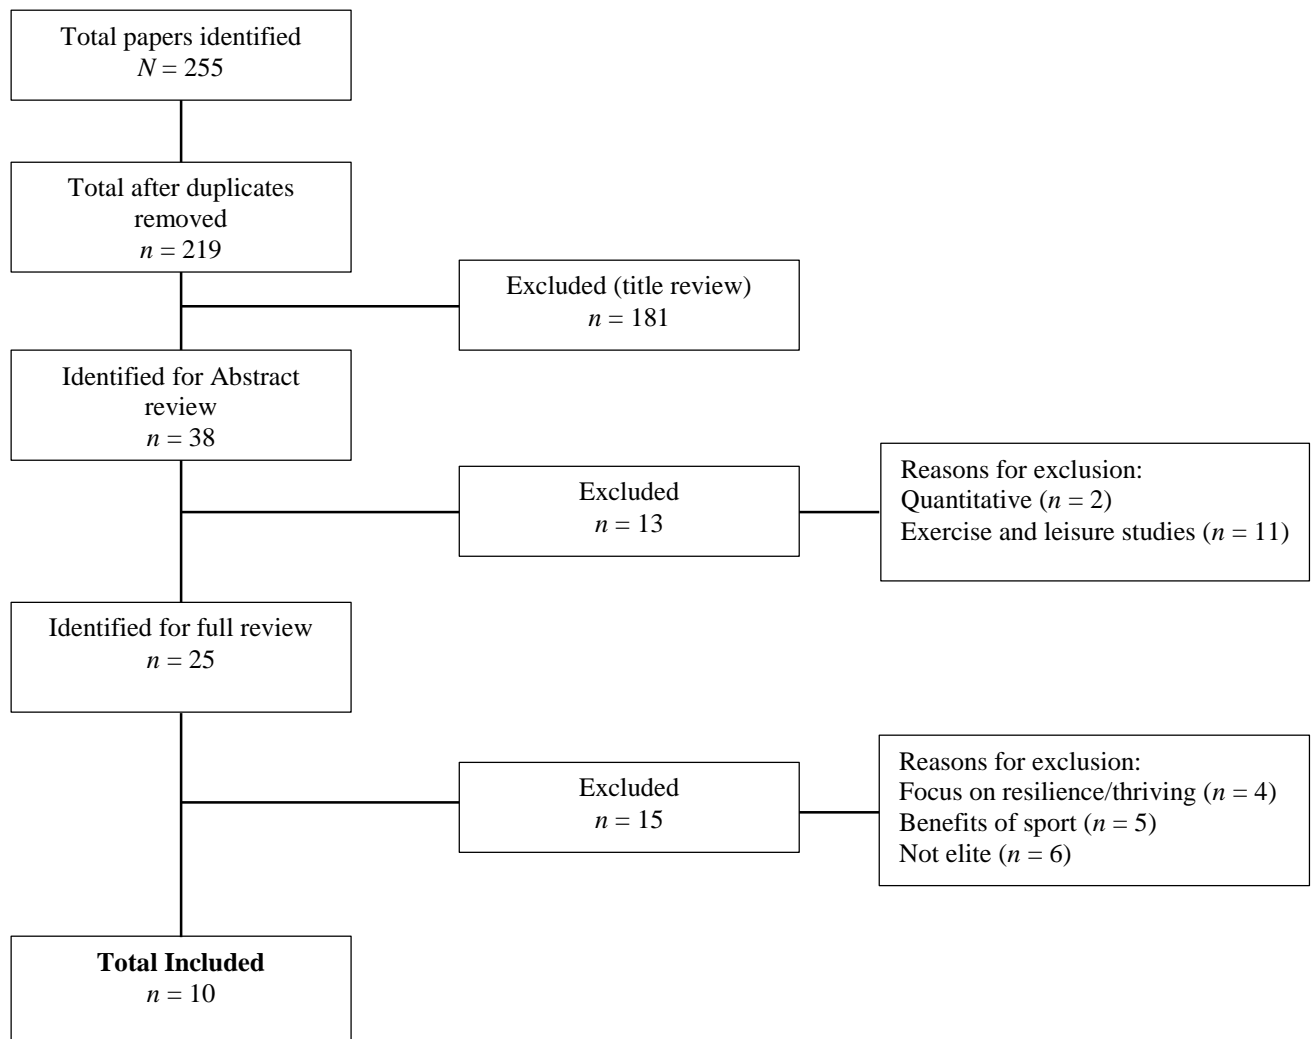 Total papers identified
N = 255
Total after duplicates
removed
n = 219
Excluded (title review)
n = 181
Identified for Abstract
review
n = 38
Excluded
n = 13
Reasons for exclusion:
Quantitative (n = 2)
Exercise and leisure studies (n = 11)
Identified for full review
n = 25
Excluded
n = 15
Reasons for exclusion:
Focus on resilience/thriving (n = 4)
Benefits of sport (n = 5)
Not elite (n = 6)
Total Included
n = 10